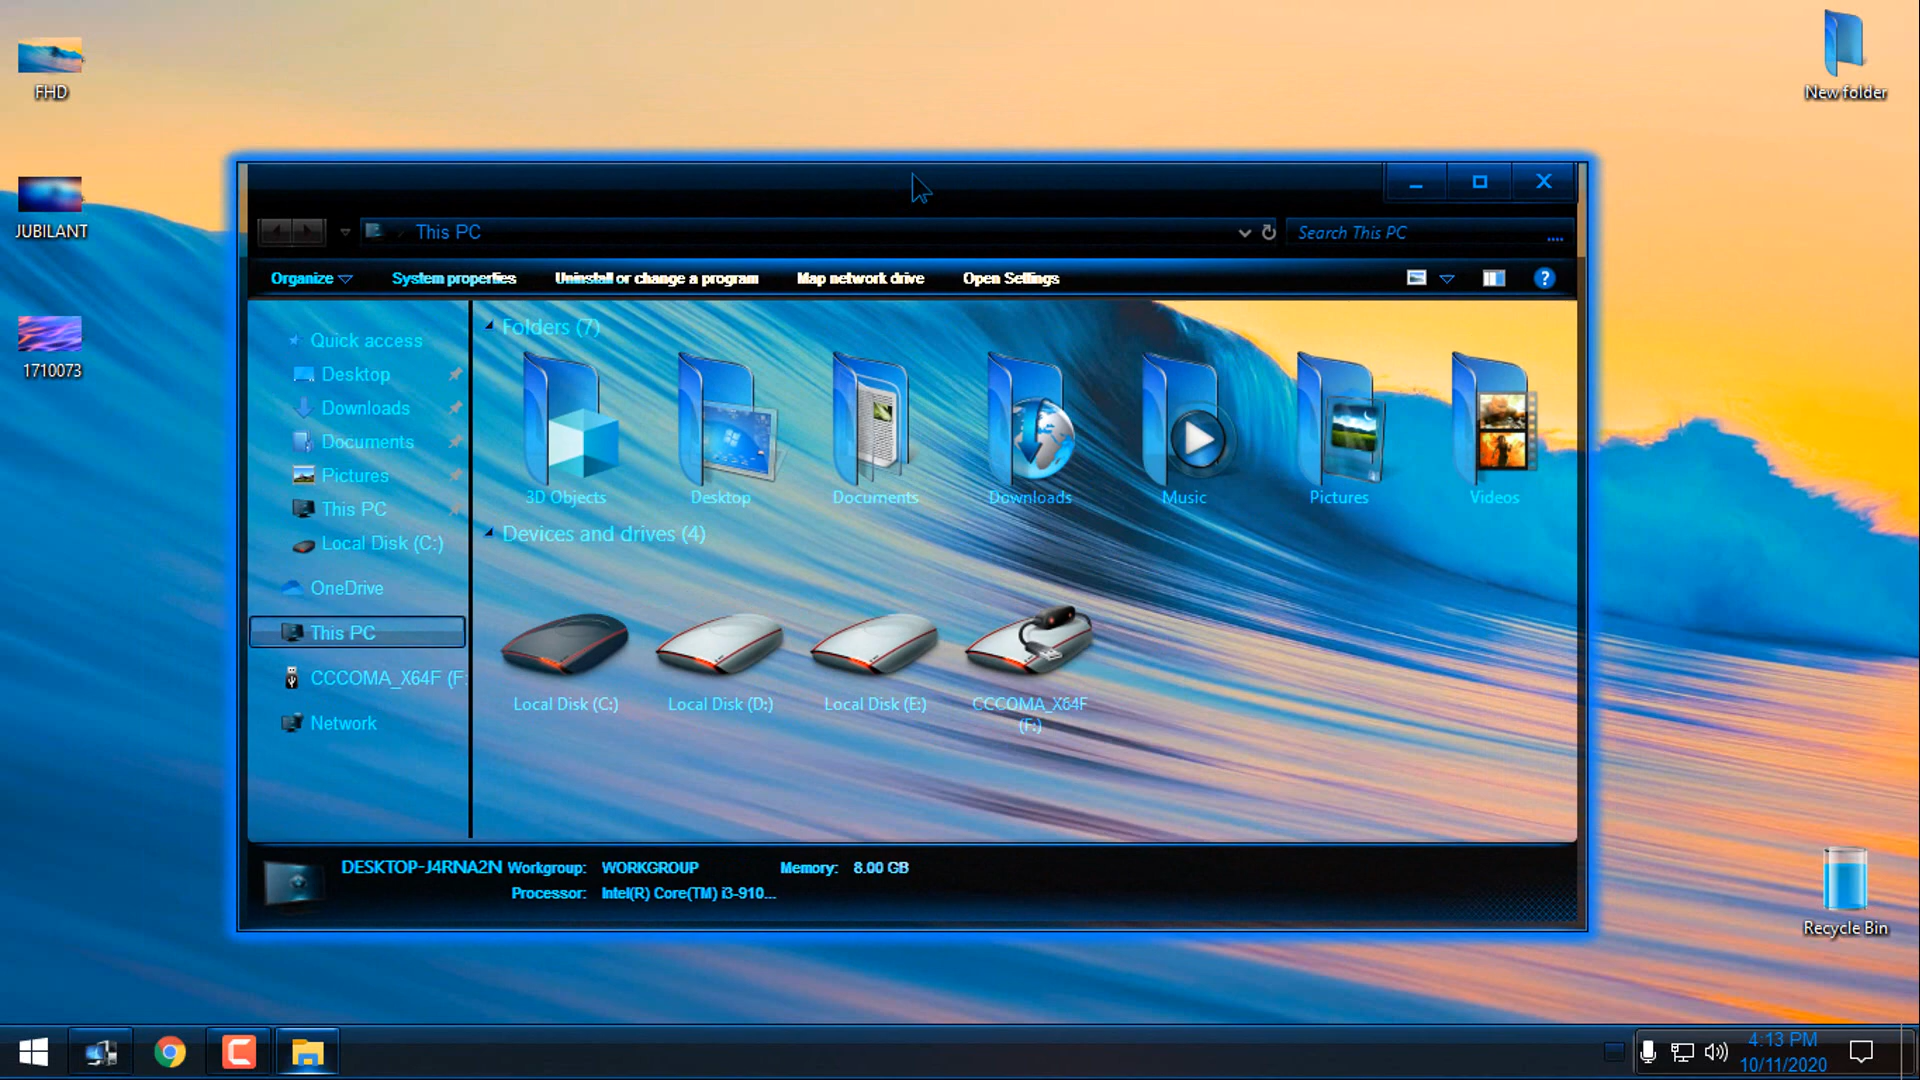 FHD
JUBILANT
1710073
New folder
This PC
Search This PC
Organize System properties Uninstall or change a program Map network drive Open Settings
?
Quick access
Desktop
Downloads
Documents
Pictures
This PC
Local Disk (C:)
OneDrive
This PC
CCCOMA_X64F (F:
Network
Folders (7)
3D Objects Desktop Documents Downloads Music Pictures Videos
Devices and drives (4)
Local Disk (C:) Local Disk (D:) Local Disk (E:) CCCOMA_X64F
(F:)
DESKTOP-J4RNA2N Workgroup: WORKGROUP Memory: 8.00 GB
Processor: Intel(R) Core(TM) i3-910...
Recycle Bin
4:13 PM
10/11/2020